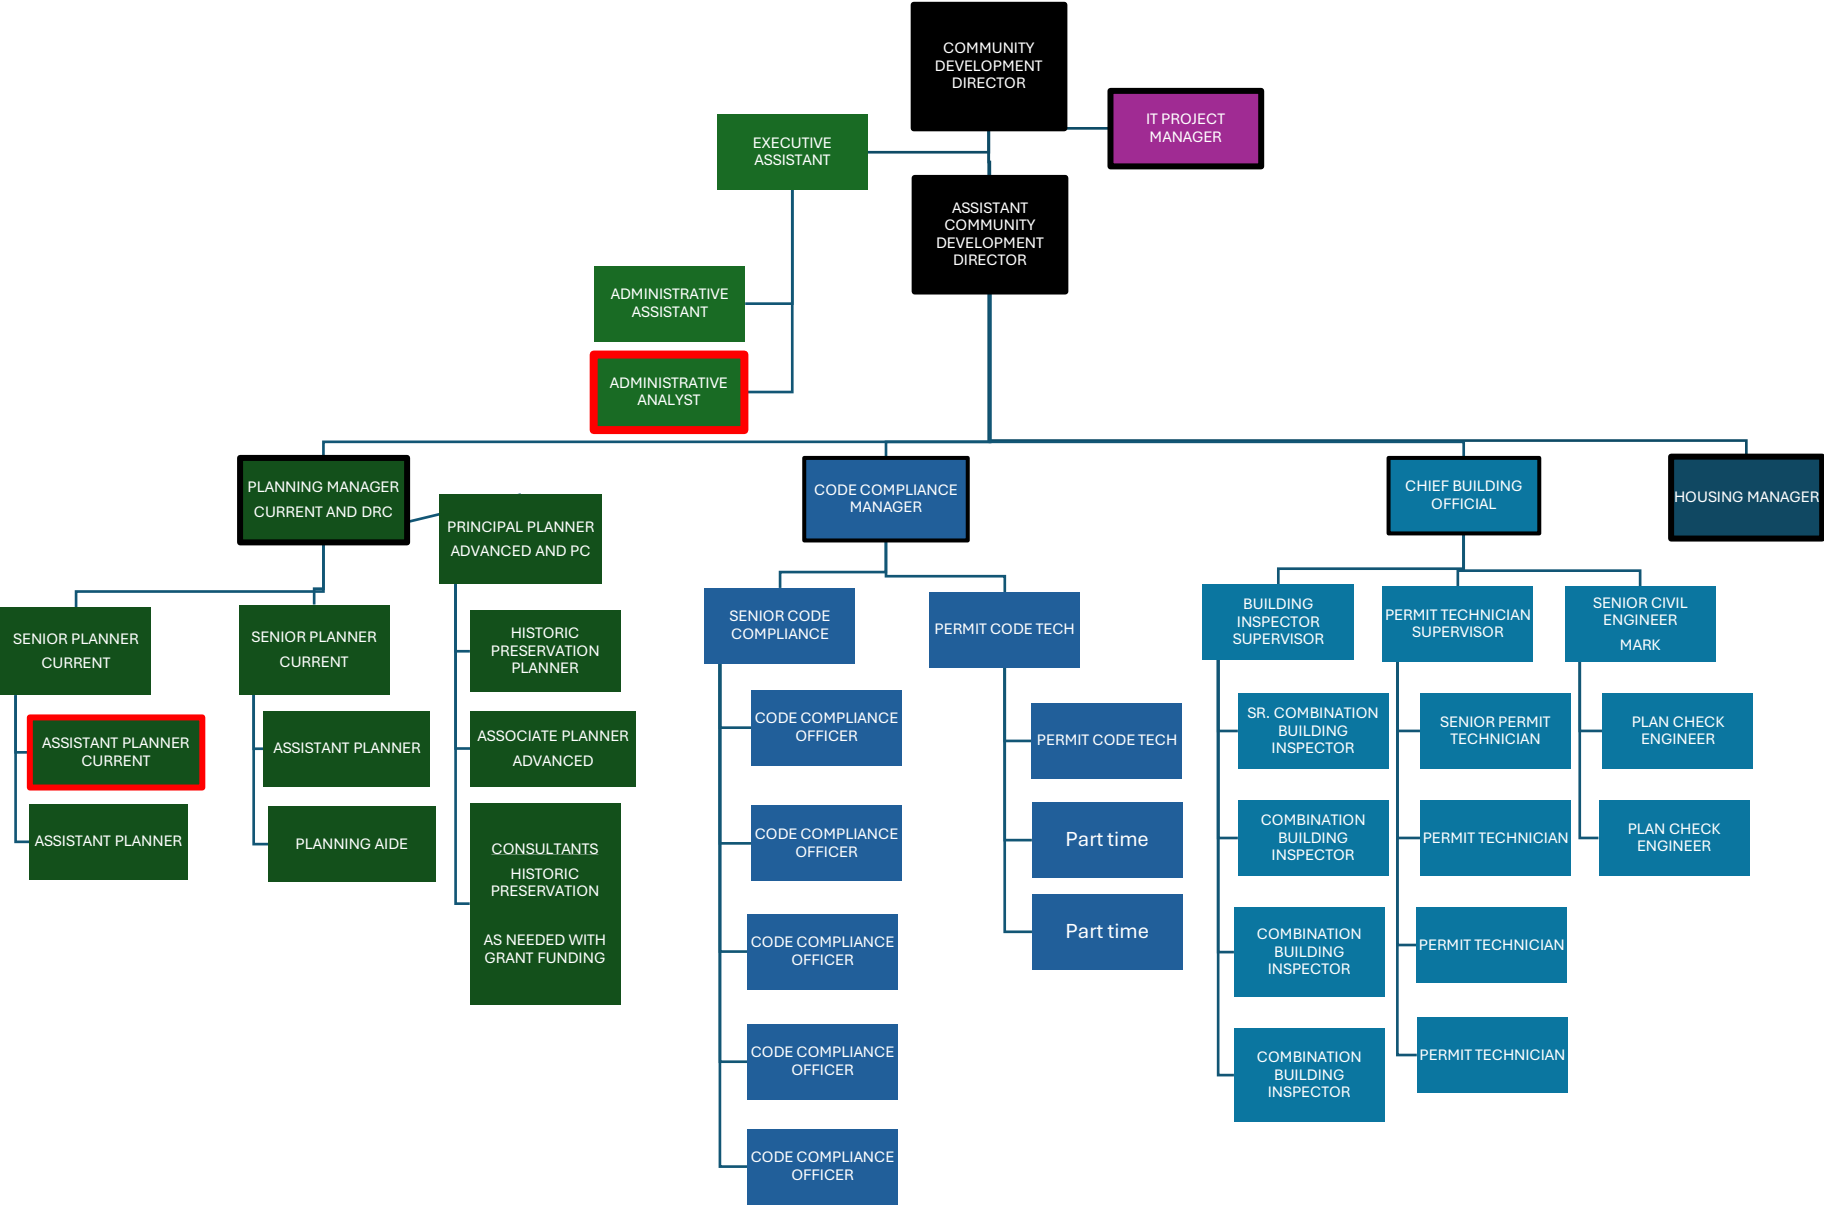 COMMUNITY
DEVELOPMENT
DIRECTOR
IT PROJECT
MANAGER
EXECUTIVE
ASSISTANT
ASSISTANT
COMMUNITY
DEVELOPMENT
DIRECTOR
ADMINISTRATIVE
ASSISTANT
ADMINISTRATIVE
ANALYST
PLANNING MANAGER
CURRENT AND DRC
PRINCIPAL PLANNER
ADVANCED AND PC
SENIOR PLANNER
CURRENT
ASSISTANT PLANNER
CURRENT
ASSISTANT PLANNER
SENIOR PLANNER
CURRENT
ASSISTANT PLANNER
PLANNING AIDE
HISTORIC
PRESERVATION
PLANNER
ASSOCIATE PLANNER
ADVANCED
CONSULTANTS
HISTORIC
PRESERVATION
AS NEEDED WITH
GRANT FUNDING
CODE COMPLIANCE
MANAGER
SENIOR CODE
COMPLIANCE
CODE COMPLIANCE
OFFICER
CODE COMPLIANCE
OFFICER
CODE COMPLIANCE
OFFICER
CODE COMPLIANCE
OFFICER
CODE COMPLIANCE
OFFICER
PERMIT CODE TECH
PERMIT CODE TECH
Part time
Part time
CHIEF BUILDING
OFFICIAL
BUILDING
INSPECTOR
SUPERVISOR
SR. COMBINATION
BUILDING
INSPECTOR
COMBINATION
BUILDING
INSPECTOR
COMBINATION
BUILDING
INSPECTOR
COMBINATION
BUILDING
INSPECTOR
PERMIT TECHNICIAN
SUPERVISOR
SENIOR PERMIT
TECHNICIAN
PERMIT TECHNICIAN
PERMIT TECHNICIAN
PERMIT TECHNICIAN
SENIOR CIVIL
ENGINEER
MARK
PLAN CHECK
ENGINEER
PLAN CHECK
ENGINEER
HOUSING MANAGER